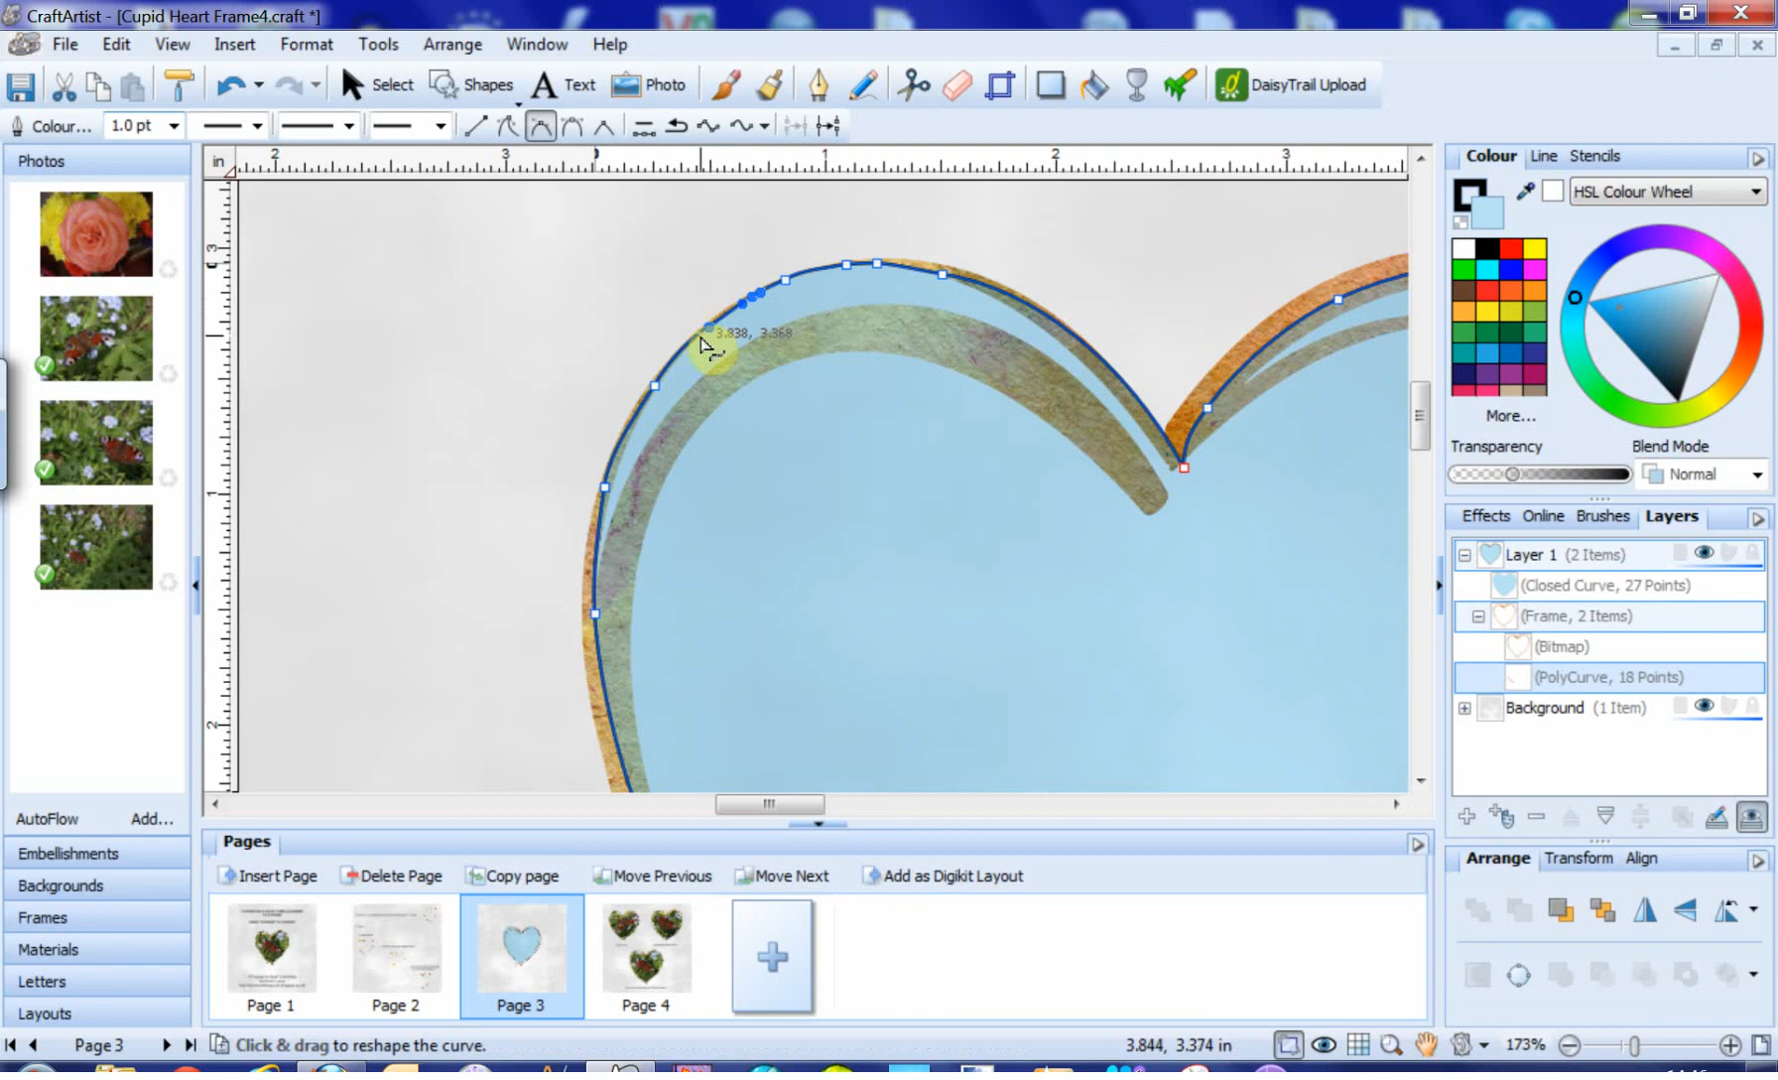 CraftArtist - [Cupid Heart Frame4.craft *]
File Edit View Insert Format Tools Arrange Window Help
Select Shapes Text Photo DaisyTrail Upload
Colour... 1.0 pt
Photos
AutoFlow Add...
Embellishments
Backgrounds
Frames
Materials
Letters
Layouts
in 2 3 1 2 3
3
1
2
3.838, 3.368
Colour Line Stencils
HSL Colour Wheel
More...
Transparency Blend Mode
Normal
Effects Online Brushes Layers
Layer 1 (2 Items)
(Closed Curve, 27 Points)
(Frame, 2 Items)
(Bitmap)
(PolyCurve, 18 Points)
Background (1 Item)
Arrange Transform Align
Pages
Insert Page Delete Page Copy page Move Previous Move Next Add as Digikit Layout
Page 1 Page 2 Page 3 Page 4
Page 3 Click & drag to reshape the curve. 3.844, 3.374 in 173%